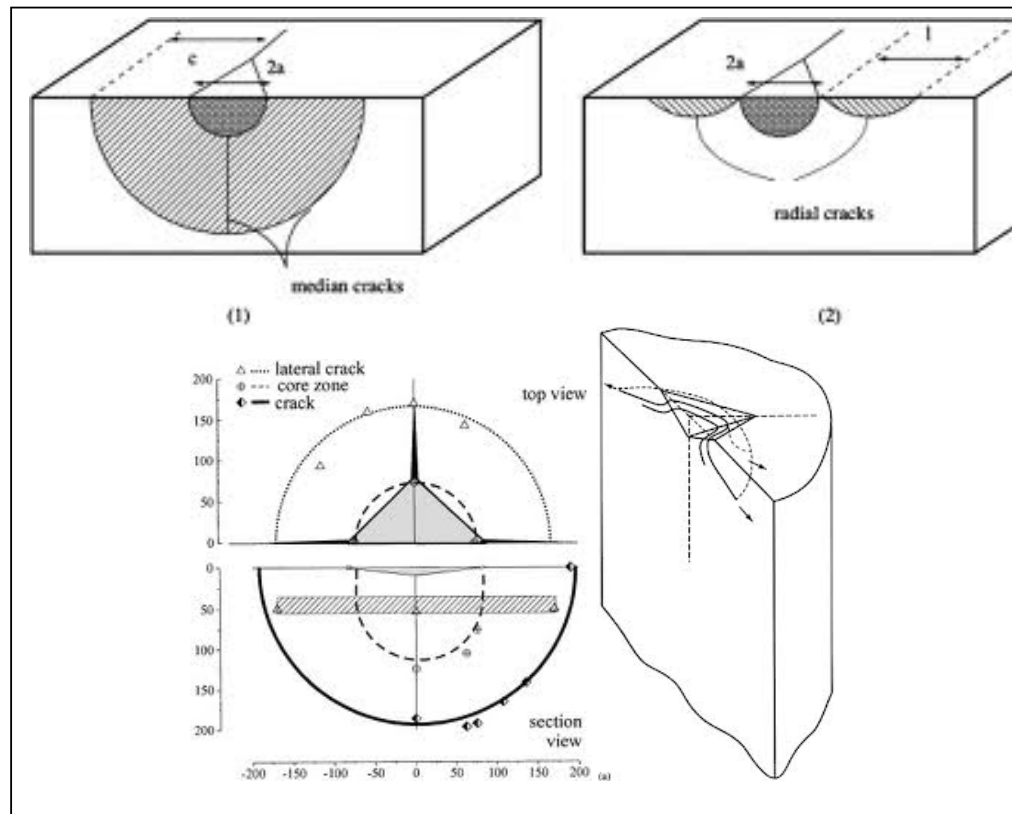 c
2a
median cracks
(1)
2a
l
radial cracks
(2)
△ ······ lateral crack
core zone
crack
top view
200
150
100
50
0
0
50
100
150
200
section
view
-200 -150 -100 -50 0 50 100 150 200 (a)